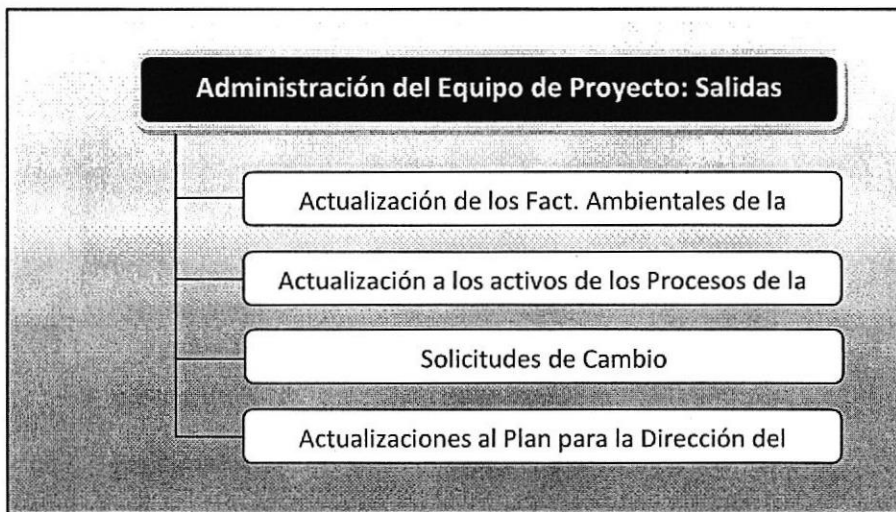 Administración del Equipo de Proyecto: Salidas
Actualización de los Fact. Ambientales de la
Actualización a los activos de los Procesos de la
Solicitudes de Cambio
Actualizaciones al Plan para la Dirección del